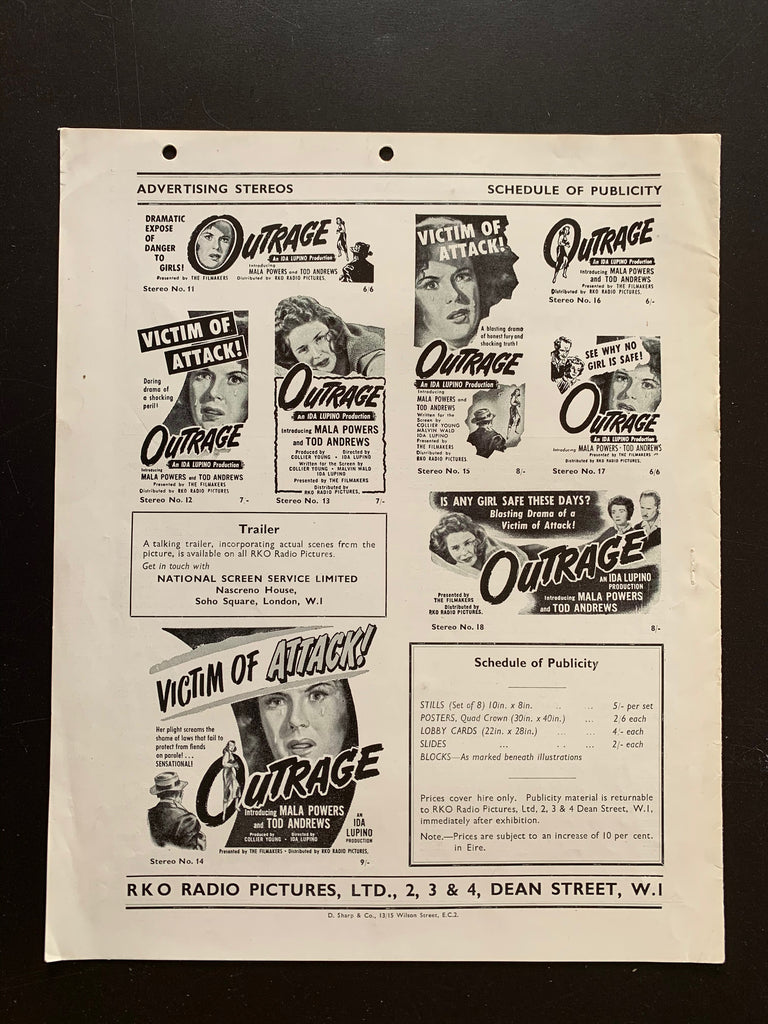 ADVERTISING STEREOS
SCHEDULE OF PUBLICITY
DRAMATIC
EXPOSE
OF
DANGER
TO
GIRLS!
OUTRAGE
An IDA LUPINO Production
Introducing
MALA POWERS and TOD ANDREWS
Presented by THE FILMAKERS Distributed by RKO RADIO PICTURES.
Stereo No. 11
6/6
VICTIM OF
ATTACK!
Daring
drama of
a shocking
peril!
OUTRAGE
An IDA LUPINO Production
Introducing
MALA POWERS and TOD ANDREWS
Presented by THE FILMAKERS
Distributed by RKO RADIO PICTURES
Stereo No. 12
7 -
OUTRAGE
An IDA LUPINO Production
Introducing MALA POWERS
and TOD ANDREWS
Produced by Directed by
COLLIER YOUNG · IDA LUPINO
Written for the Screen by
COLLIER YOUNG · MALVIN WALD
IDA LUPINO
Presented by THE FILMAKERS
Distributed by
RKO RADIO PICTURES.
Stereo No. 13
7/-
VICTIM OF
ATTACK!
A blasting drama
of honest fury and
shocking truth!
OUTRAGE
An IDA LUPINO Production
Introducing
MALA POWERS and
TOD ANDREWS
Written for the
Screen by
COLLIER YOUNG
MALVIN WALD
IDA LUPINO
Presented by
THE FILMAKERS
Distributed by
RKO RADIO PICTURES.
Stereo No. 15
8/-
OUTRAGE
An IDA LUPINO Production
Introducing MALA POWERS
and TOD ANDREWS
Presented by THE FILMAKERS
Distributed by RKO RADIO PICTURES.
Stereo No. 16
6/-
SEE WHY NO
GIRL IS SAFE!
OUTRAGE
An IDA LUPINO Production
Introducing MALA POWERS · TOD ANDREWS
Presented by THE FILMAKERS
Distributed by RKO RADIO PICTURES.
Stereo No. 17
6/6
Trailer
A talking trailer, incorporating actual scenes from the
picture, is available on all RKO Radio Pictures.
Get in touch with
NATIONAL SCREEN SERVICE LIMITED
Nascreno House,
Soho Square, London, W.1
IS ANY GIRL SAFE THESE DAYS?
Blasting Drama of a
Victim of Attack!
OUTRAGE
AN IDA LUPINO
PRODUCTION
Introducing MALA POWERS
and TOD ANDREWS
Presented by
THE FILMAKERS
Distributed by
RKO RADIO PICTURES.
Stereo No. 18
8/-
VICTIM OF ATTACK!
Her plight screams the
shame of laws that fail to
protect from fiends
on parole! ...
SENSATIONAL!
OUTRAGE
Introducing MALA POWERS
and TOD ANDREWS
Produced by Directed by
COLLIER YOUNG · IDA LUPINO
AN
IDA
LUPINO
PRODUCTION
Presented by THE FILMAKERS · Distributed by RKO RADIO PICTURES.
Stereo No. 14
9/-
Schedule of Publicity
STILLS (Set of 8) 10in. x 8in. .. .. 5/- per set
POSTERS, Quad Crown (30in. x 40in.) ... 2/6 each
LOBBY CARDS (22in. x 28in.) ... 4/- each
SLIDES ... .. ... 2/- each
BLOCKS—As marked beneath illustrations
Prices cover hire only. Publicity material is returnable
to RKO Radio Pictures, Ltd, 2, 3 & 4 Dean Street, W.1,
immediately after exhibition.
Note.—Prices are subject to an increase of 10 per cent.
in Eire.
RKO RADIO PICTURES, LTD., 2, 3 & 4, DEAN STREET, W.1
D. Sharp & Co., 13/15 Wilson Street, E.C.2.